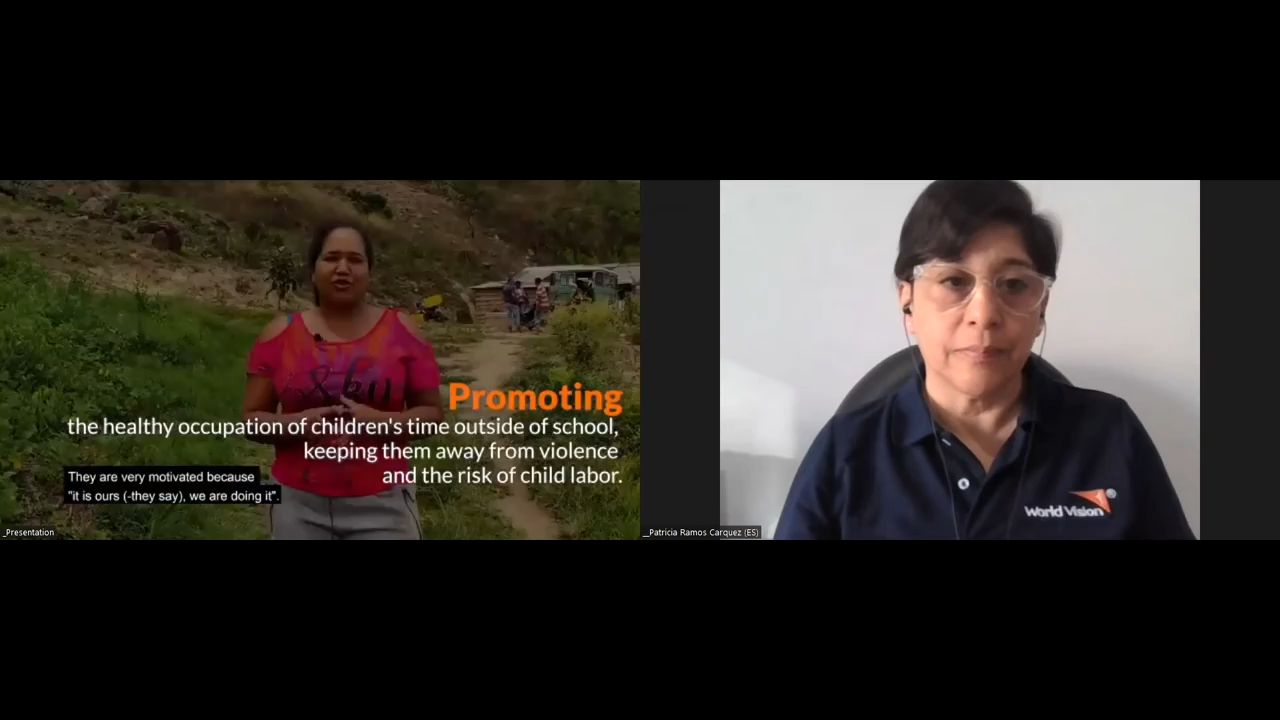 Promoting
the healthy occupation of children's time outside of school,
keeping them away from violence
and the risk of child labor.
They are very motivated because
"it is ours (-they say), we are doing it".
_Presentation
World Vision®
__Patricia Ramos Carquez (ES)